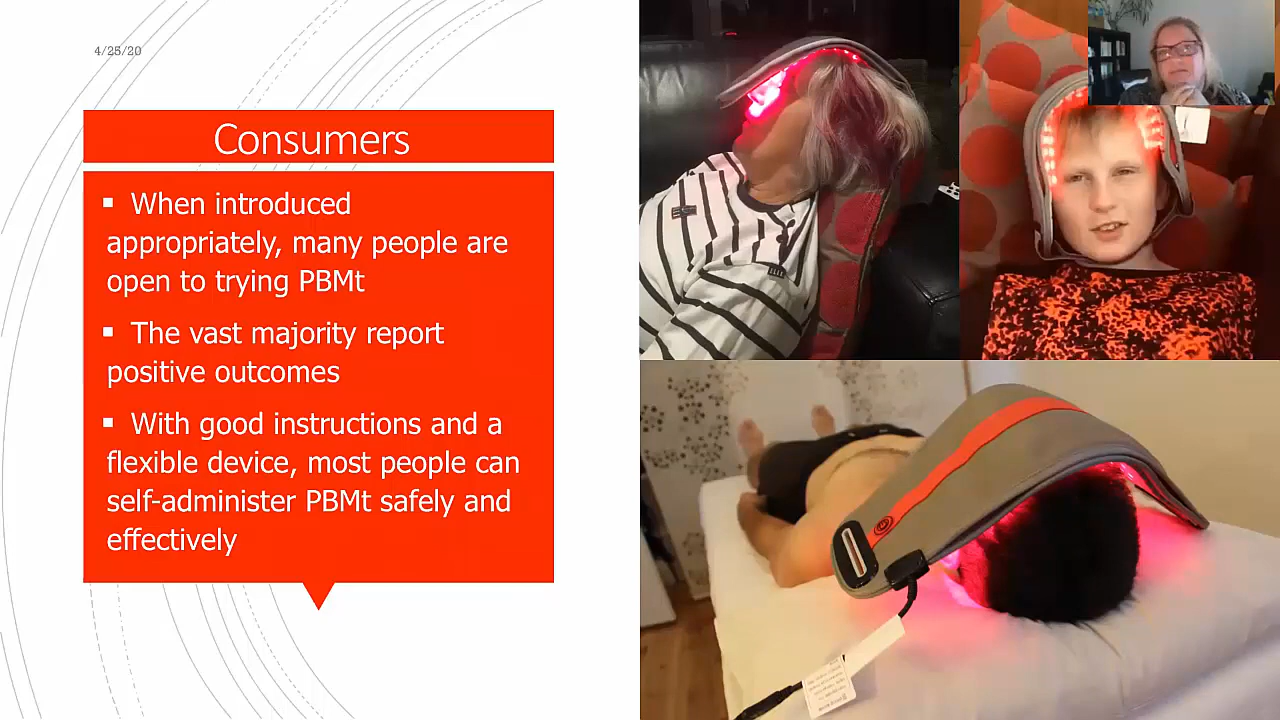 4/25/20
Consumers
▪ When introduced
appropriately, many people are
open to trying PBMt
▪ The vast majority report
positive outcomes
▪ With good instructions and a
flexible device, most people can
self-administer PBMt safely and
effectively
ELLE